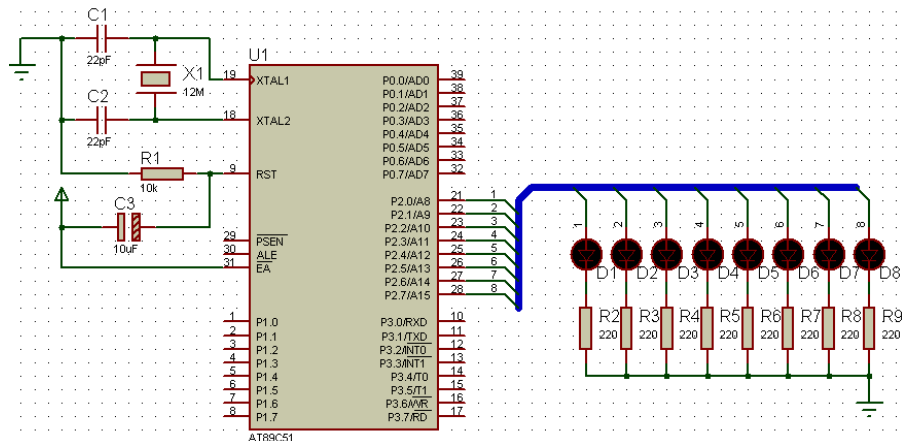 C1
22pF
X1
12M
C2
22pF
R1
10k
C3
10uF
U1
19 XTAL1
18 XTAL2
9 RST
29 PSEN
30 ALE
31 EA
1 P1.0
2 P1.1
3 P1.2
4 P1.3
5 P1.4
6 P1.5
7 P1.6
8 P1.7
P0.0/AD0 39
P0.1/AD1 38
P0.2/AD2 37
P0.3/AD3 36
P0.4/AD4 35
P0.5/AD5 34
P0.6/AD6 33
P0.7/AD7 32
P2.0/A8 21 1
P2.1/A9 22 2
P2.2/A10 23 3
P2.3/A11 24 4
P2.4/A12 25 5
P2.5/A13 26 6
P2.6/A14 27 7
P2.7/A15 28 8
P3.0/RXD 10
P3.1/TXD 11
P3.2/INT0 12
P3.3/INT1 13
P3.4/T0 14
P3.5/T1 15
P3.6/WR 16
P3.7/RD 17
AT89C51
1 2 3 4 5 6 7 8
D1 D2 D3 D4 D5 D6 D7 D8
R2 R3 R4 R5 R6 R7 R8 R9
220 220 220 220 220 220 220 220